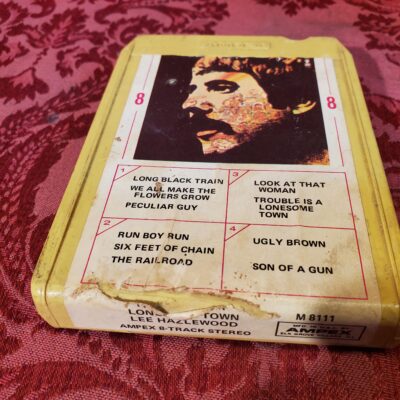 8
8
1
LONG BLACK TRAIN
WE ALL MAKE THE
FLOWERS GROW
PECULIAR GUY
2
RUN BOY RUN
SIX FEET OF CHAIN
THE RAILROAD
3
LOOK AT THAT
WOMAN
TROUBLE IS A
LONESOME
TOWN
4
UGLY BROWN
SON OF A GUN
TOWN
LEE HAZLEWOOD
AMPEX 8-TRACK STEREO
M 8111
AMPEX